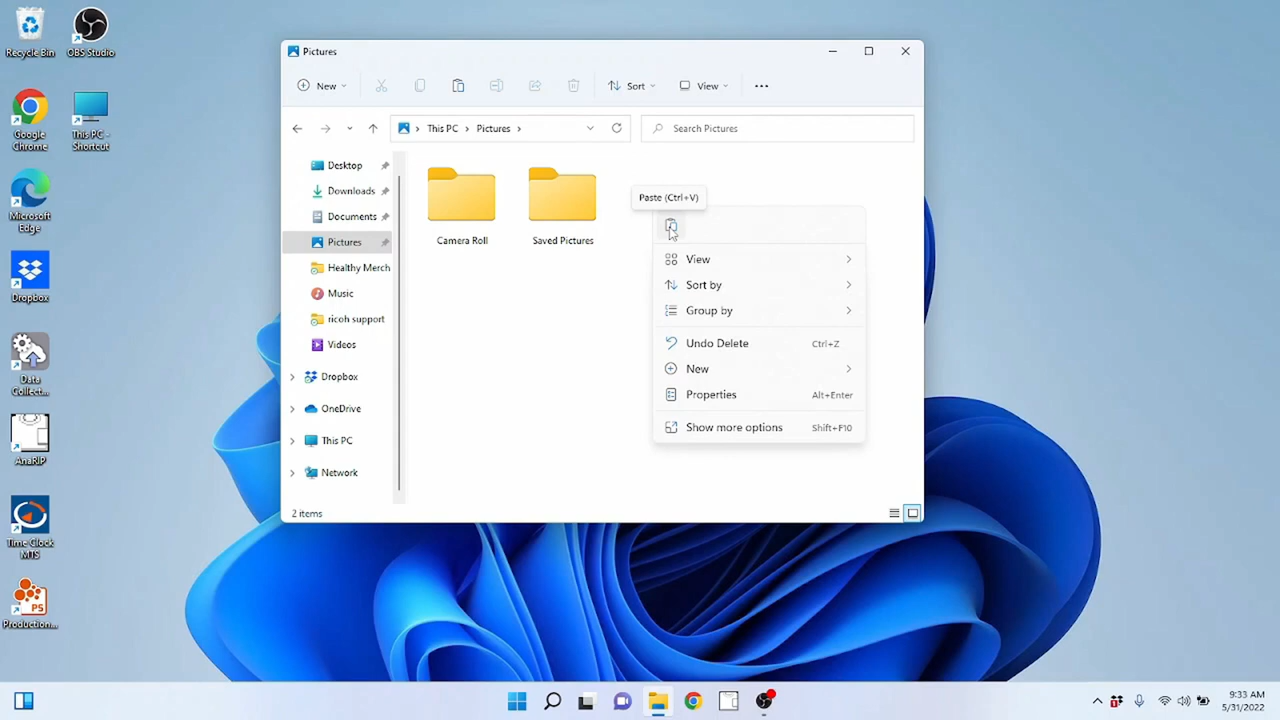 Recycle Bin
OBS Studio
Google
Chrome
This PC -
Shortcut
Microsoft
Edge
Dropbox
Data
Collect...
AnaRIP
Time Clock
MTS
PS
Production...
Pictures
New
Sort
View
This PC
Pictures
Search Pictures
Desktop
Downloads
Documents
Pictures
Healthy Merch
Music
ricoh support
Videos
Dropbox
OneDrive
This PC
Network
Camera Roll
Saved Pictures
2 items
Paste (Ctrl+V)
View
Sort by
Group by
Undo Delete Ctrl+Z
New
Properties Alt+Enter
Show more options Shift+F10
9:33 AM
5/31/2022